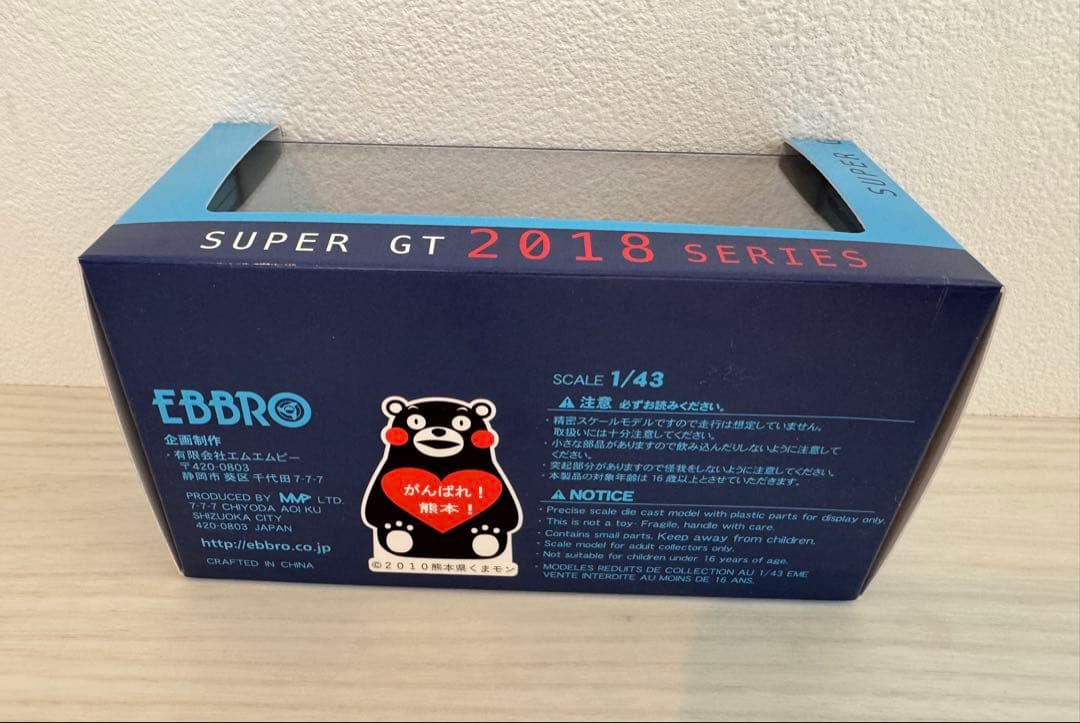 SUPER G
SUPER GT 2018 SERIES
EBBRO
企画制作
・有限会社エムエムピー
〒420-0803
静岡市 葵区 千代田 7-7-7
PRODUCED BY MMP LTD.
7-7-7 CHIYODA AOI KU
SHIZUOKA CITY
420-0803 JAPAN
http://ebbro.co.jp
CRAFTED IN CHINA
がんばれ!
熊本!
©2010熊本県くまモン
SCALE 1/43
注意 必ずお読みください。
・精密スケールモデルですので走行は想定していません。
取扱いには十分注意してください。
・小さな部品がありますので飲み込んだりしないように注意して
ください。
・突起部分がありますので怪我をしないように注意してください。
・本製品の対象年齢は 16 歳以上とさせていただきます。
NOTICE
・Precise scale die cast model with plastic parts for display only.
・This is not a toy・Fragile, handle with care.
・Contains small parts. Keep away from children.
・Scale model for adult collectors only.
・Not suitable for children under 16 years of age.
・MODELES REDUITS DE COLLECTION AU 1/43 EME
VENTE INTERDITE AU MOINS DE 16 ANS.